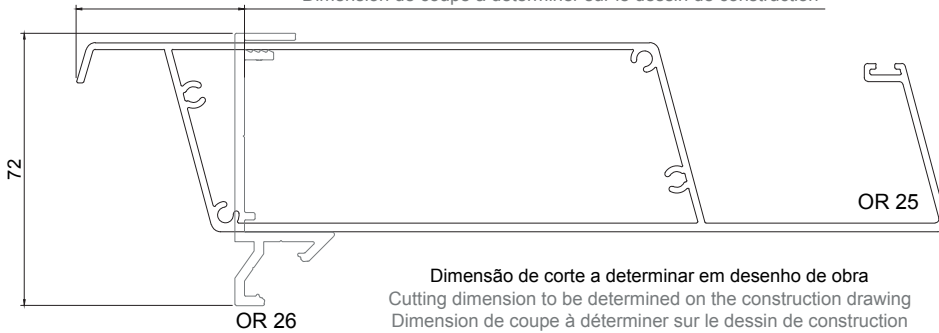 Dimension de coupe à déterminer sur le dessin de construction
72
OR 25
Dimensão de corte a determinar em desenho de obra
Cutting dimension to be determined on the construction drawing
OR 26
Dimension de coupe à déterminer sur le dessin de construction